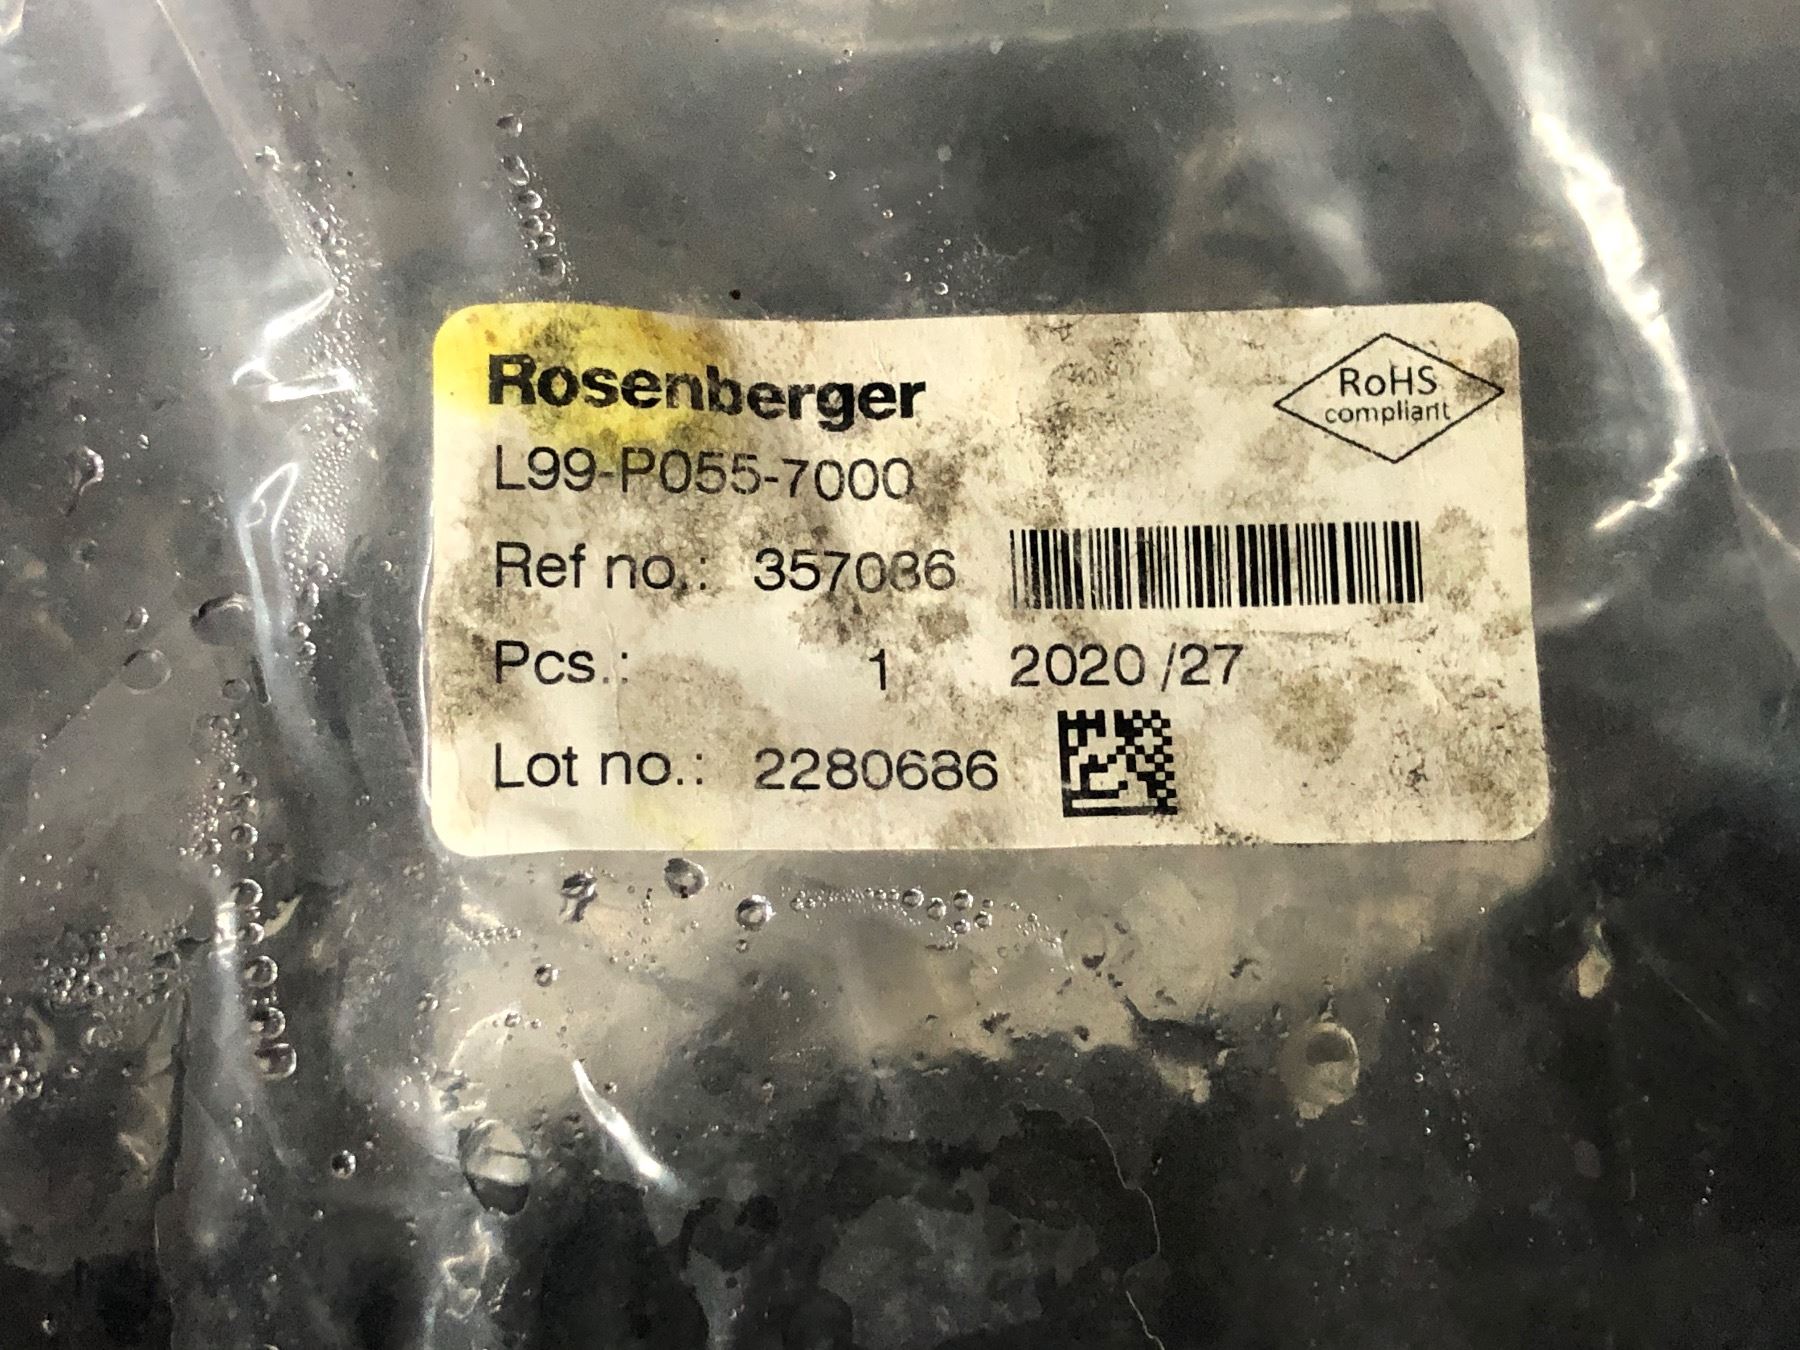 Rosenberger
RoHS
compliant
L99-P055-7000
Ref no.: 357086
Pcs.: 1 2020/27
Lot no.: 2280686